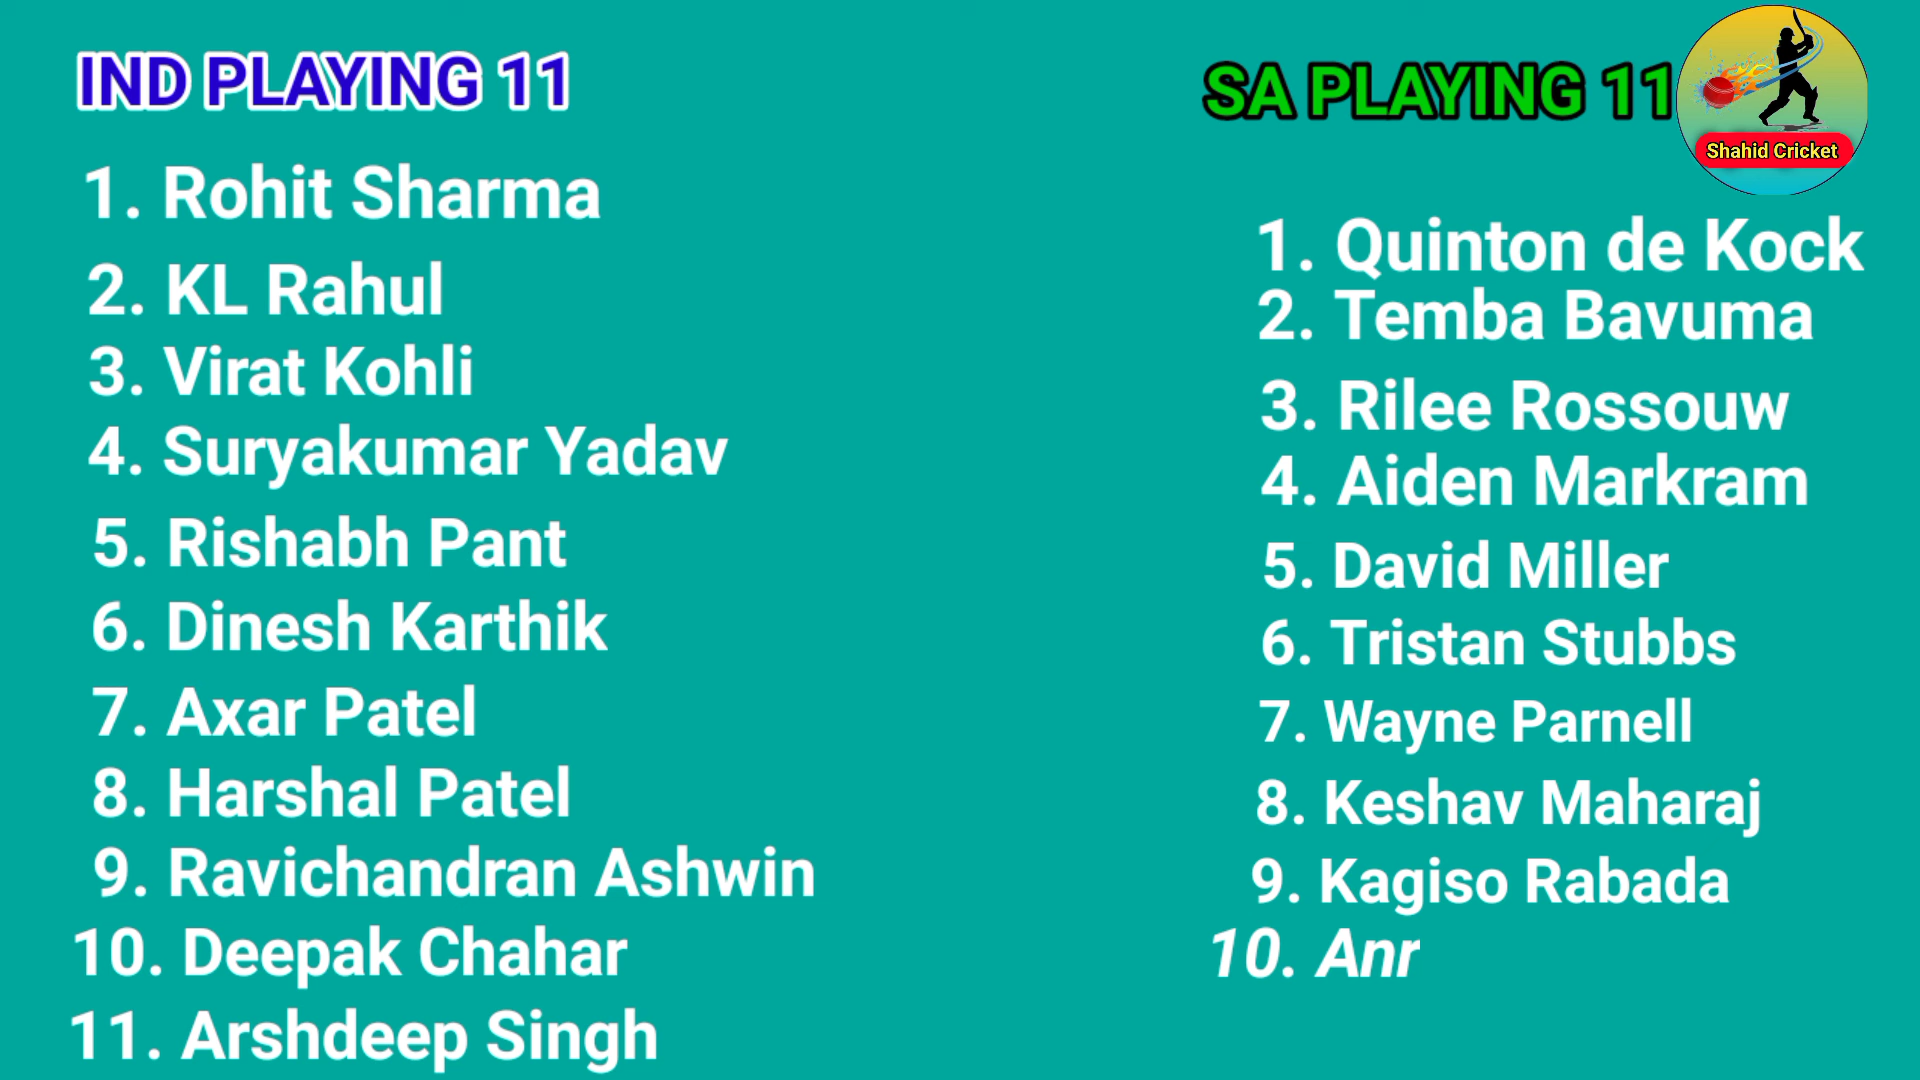 IND PLAYING 11
1. Rohit Sharma
2. KL Rahul
3. Virat Kohli
4. Suryakumar Yadav
5. Rishabh Pant
6. Dinesh Karthik
7. Axar Patel
8. Harshal Patel
9. Ravichandran Ashwin
10. Deepak Chahar
11. Arshdeep Singh
SA PLAYING 11
Shahid Cricket
1. Quinton de Kock
2. Temba Bavuma
3. Rilee Rossouw
4. Aiden Markram
5. David Miller
6. Tristan Stubbs
7. Wayne Parnell
8. Keshav Maharaj
9. Kagiso Rabada
10. Anr